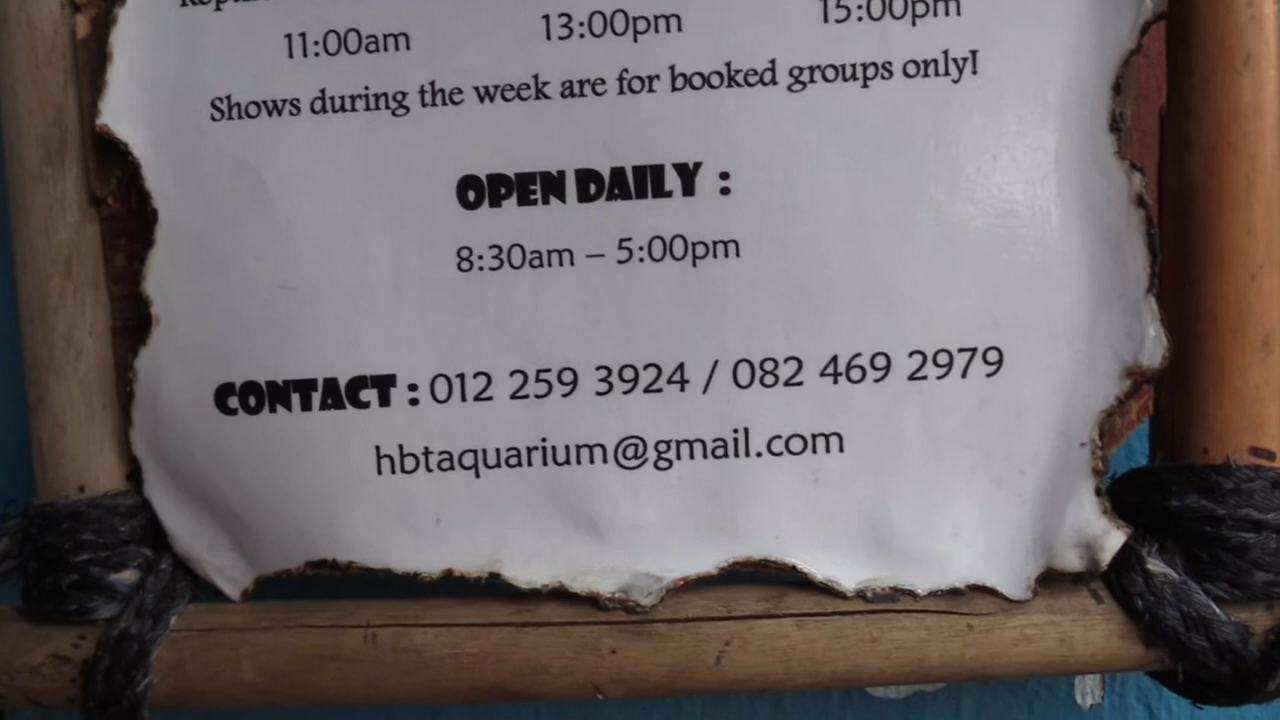 11:00am 13:00pm 15:00pm
Shows during the week are for booked groups only!
OPEN DAILY :
8:30am – 5:00pm
CONTACT : 012 259 3924 / 082 469 2979
hbtaquarium@gmail.com